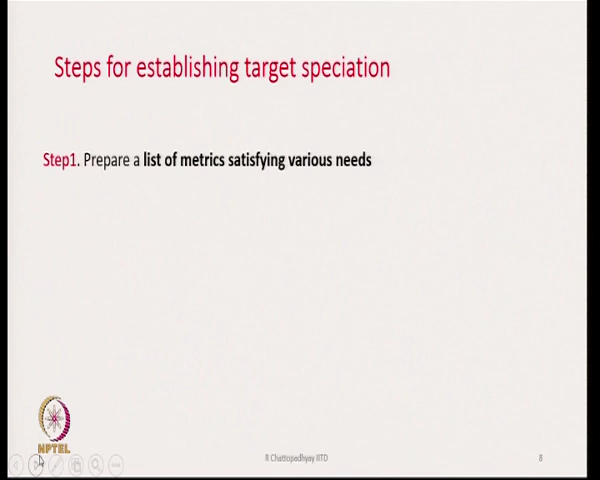 Steps for establishing target speciation
Step1. Prepare a list of metrics satisfying various needs
NPTEL
R Chattopadhyay IITD
8